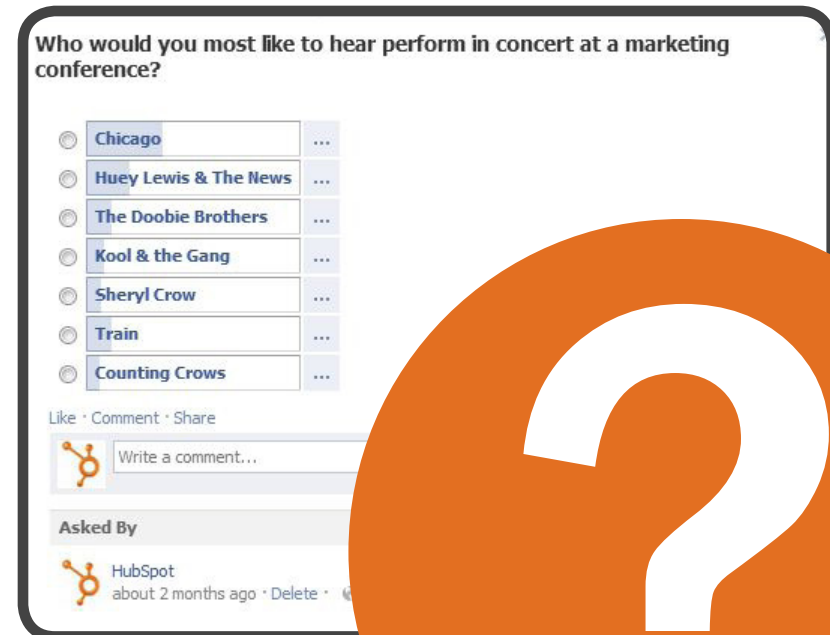 Who would you most like to hear perform in concert at a marketing
conference?
Chicago ...
Huey Lewis & The News ...
The Doobie Brothers ...
Kool & the Gang ...
Sheryl Crow ...
Train ...
Counting Crows ...
Like · Comment · Share
Write a comment...
Asked By
HubSpot
about 2 months ago · Delete ·
?